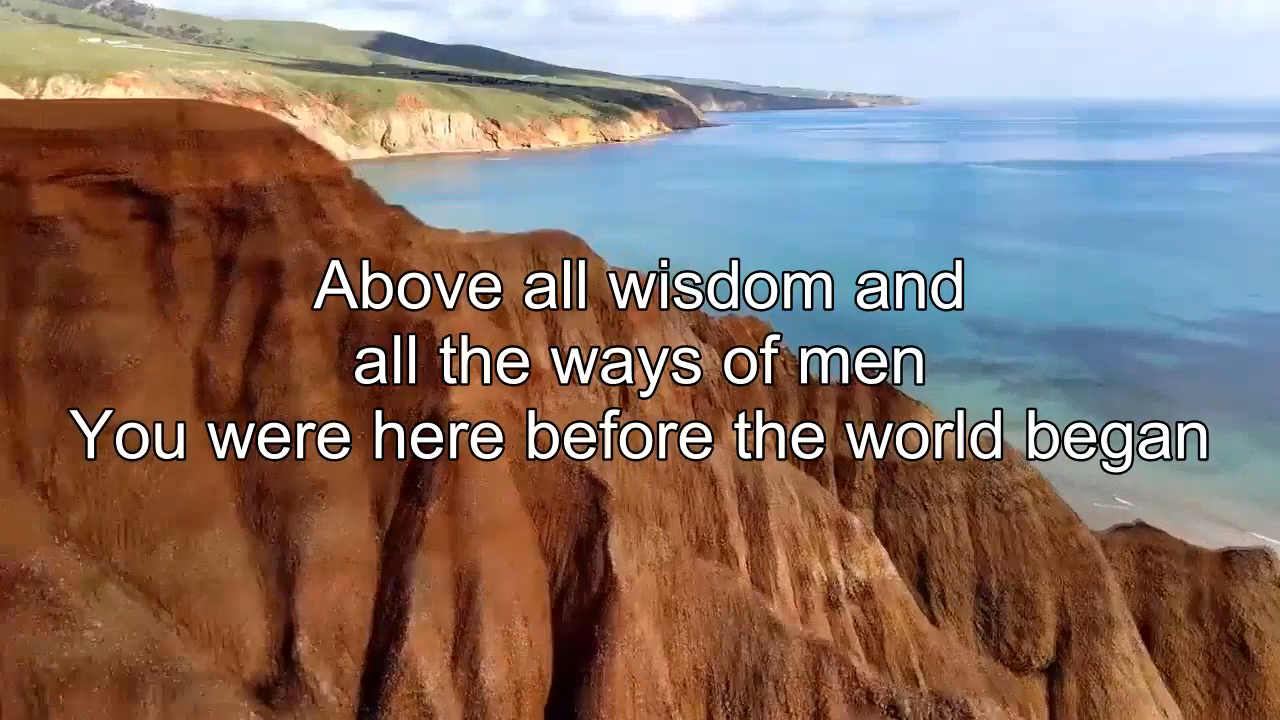 Above all wisdom and
all the ways of men
You were here before the world began